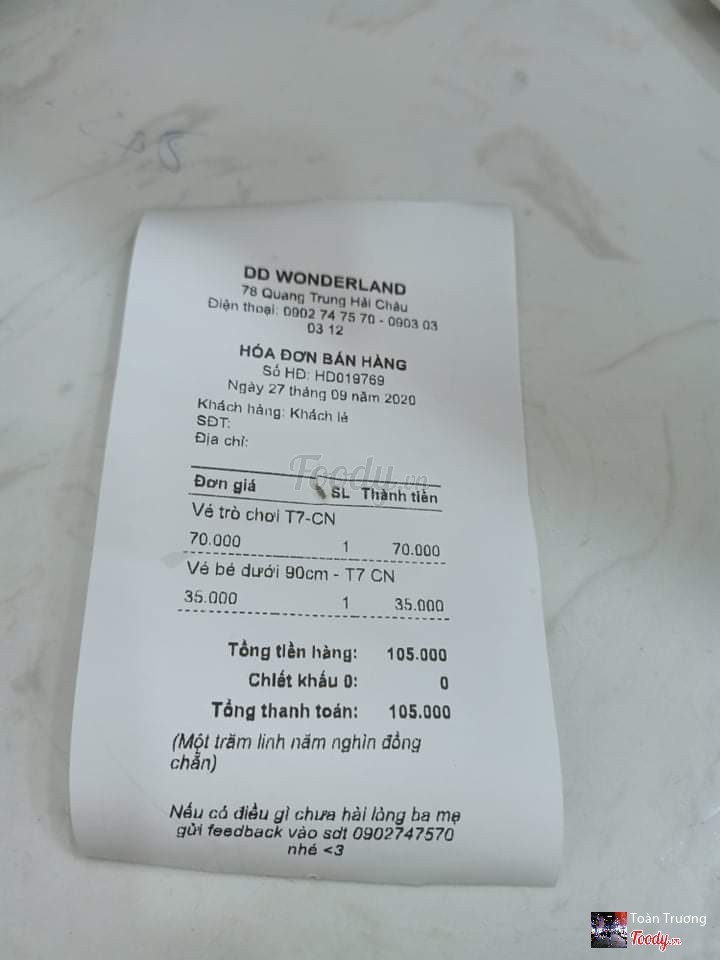 DD WONDERLAND
78 Quang Trung Hải Châu
Điện thoại: 0902 74 75 70 - 0903 03
03 12
HÓA ĐƠN BÁN HÀNG
Số HĐ: HD019769
Ngày 27 tháng 09 năm 2020
Khách hàng: Khách lẻ
SĐT:
Địa chỉ:
Foody.vn
Đơn giá SL Thành tiền
Vé trò chơi T7-CN
70.000 1 70.000
Vé bé dưới 90cm - T7 CN
35.000 1 35.000
Tổng tiền hàng: 105.000
Chiết khấu 0: 0
Tổng thanh toán: 105.000
(Một trăm linh năm nghìn đồng
chẵn)
Nếu có điều gì chưa hài lòng ba mẹ
gửi feedback vào sdt 0902747570
nhé <3
Toàn Trương
Foody.vn